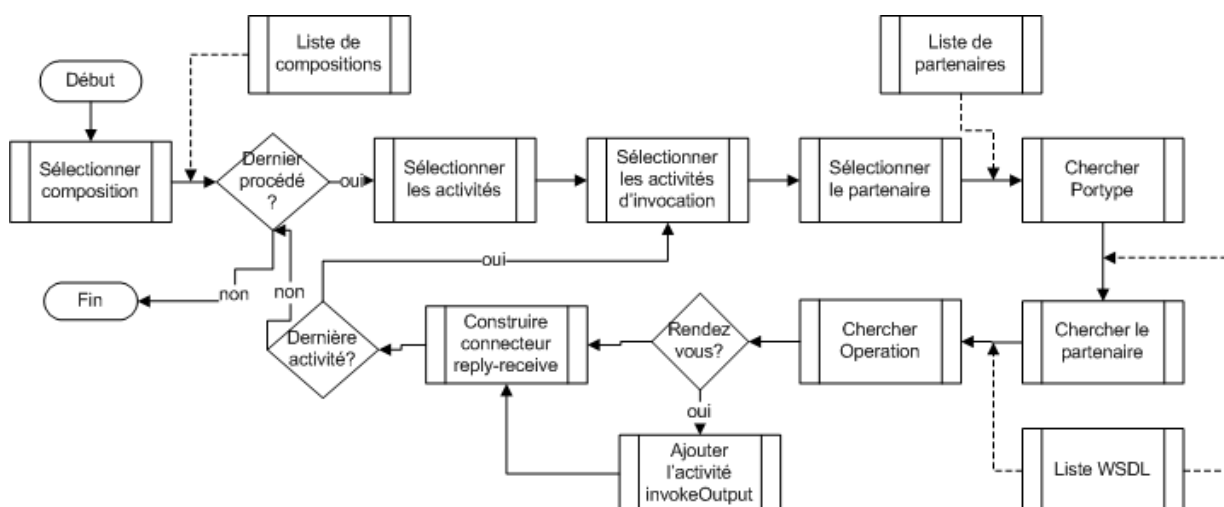 Liste de
compositions
Liste de
partenaires
Début
Sélectionner
composition
Dernier
procédé
?
oui
Sélectionner
les activités
Sélectionner
les activités
d'invocation
Sélectionner
le partenaire
Chercher
Portype
oui
non
non
Fin
Dernière
activité?
Construire
connecteur
reply-receive
Rendez
vous?
Chercher
Operation
Chercher le
partenaire
oui
Ajouter
l'activité
invokeOutput
Liste WSDL